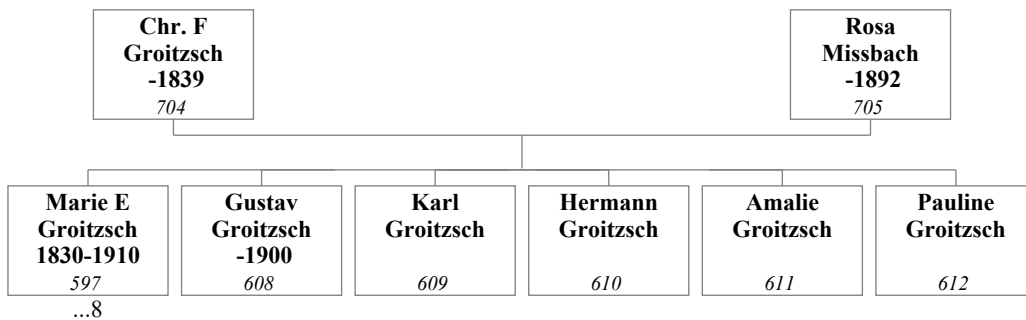 Chr. F
Groitzsch
-1839
704
Rosa
Missbach
-1892
705
Marie E
Groitzsch
1830-1910
597
...8
Gustav
Groitzsch
-1900
608
Karl
Groitzsch
609
Hermann
Groitzsch
610
Amalie
Groitzsch
611
Pauline
Groitzsch
612